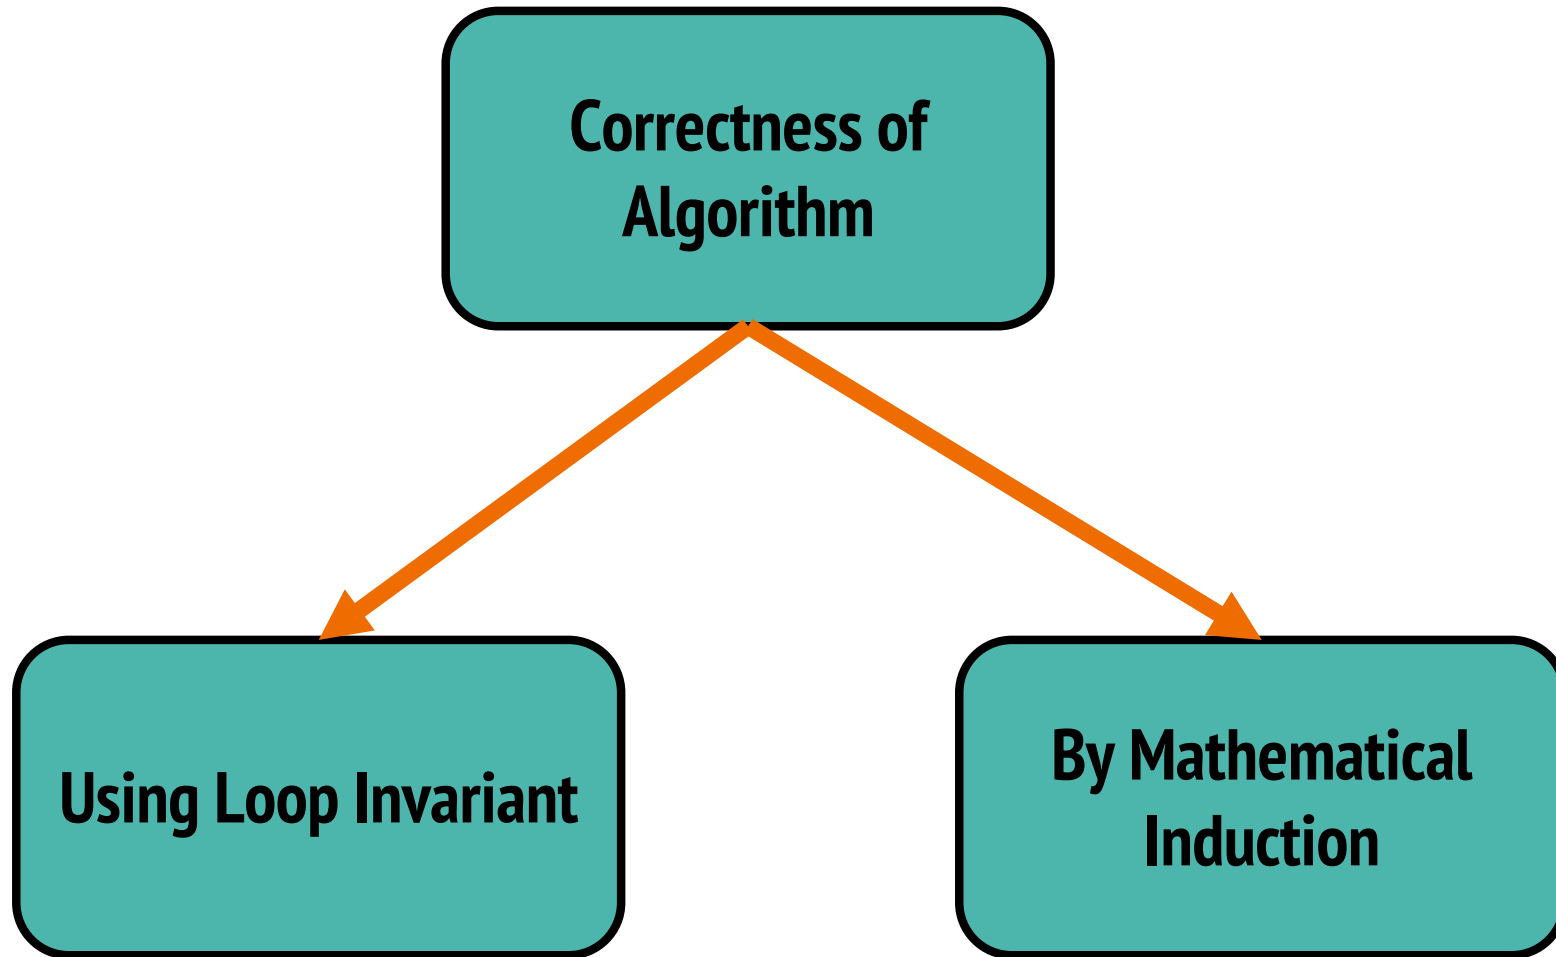 Correctness of
Algorithm
Using Loop Invariant
By Mathematical
Induction